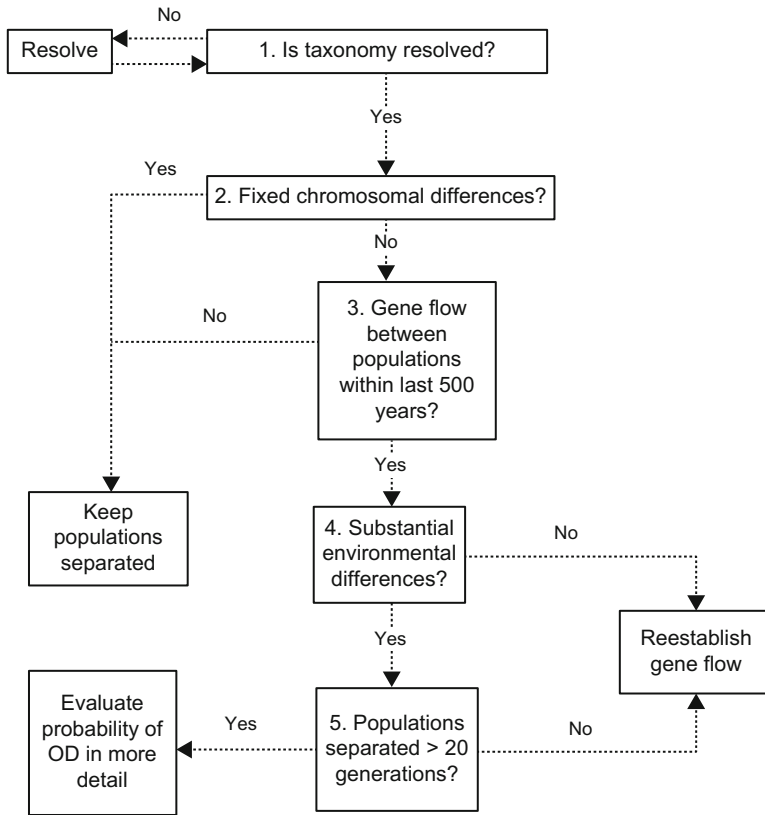 No
Resolve
1. Is taxonomy resolved?
Yes
Yes
2. Fixed chromosomal differences?
No
3. Gene flow
between
populations
within last 500
years?
No
Yes
Keep
populations
separated
4. Substantial
environmental
differences?
No
Yes
Reestablish
gene flow
Evaluate
probability of
OD in more
detail
Yes
5. Populations
separated > 20
generations?
No